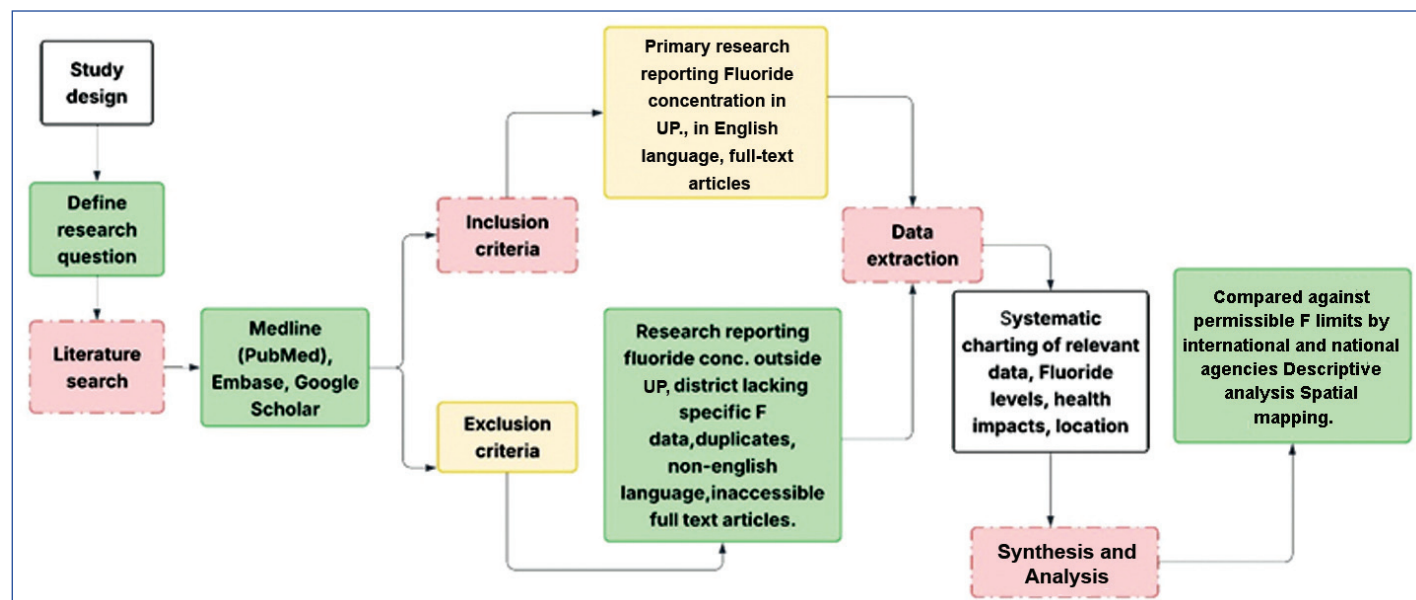 Study
design
Define
research
question
Literature
search
Medline
(PubMed),
Embase, Google
Scholar
Inclusion
criteria
Exclusion
criteria
Primary research
reporting Fluoride
concentration in
UP., in English
language, full-text
articles
Research reporting
fluoride conc. outside
UP, district lacking
specific F
data,duplicates,
non-english
language,inaccessible
full text articles.
Data
extraction
Systematic
charting of relevant
data, Fluoride
levels, health
impacts, location
Synthesis and
Analysis
Compared against
permissible F limits by
international and national
agencies Descriptive
analysis Spatial
mapping.